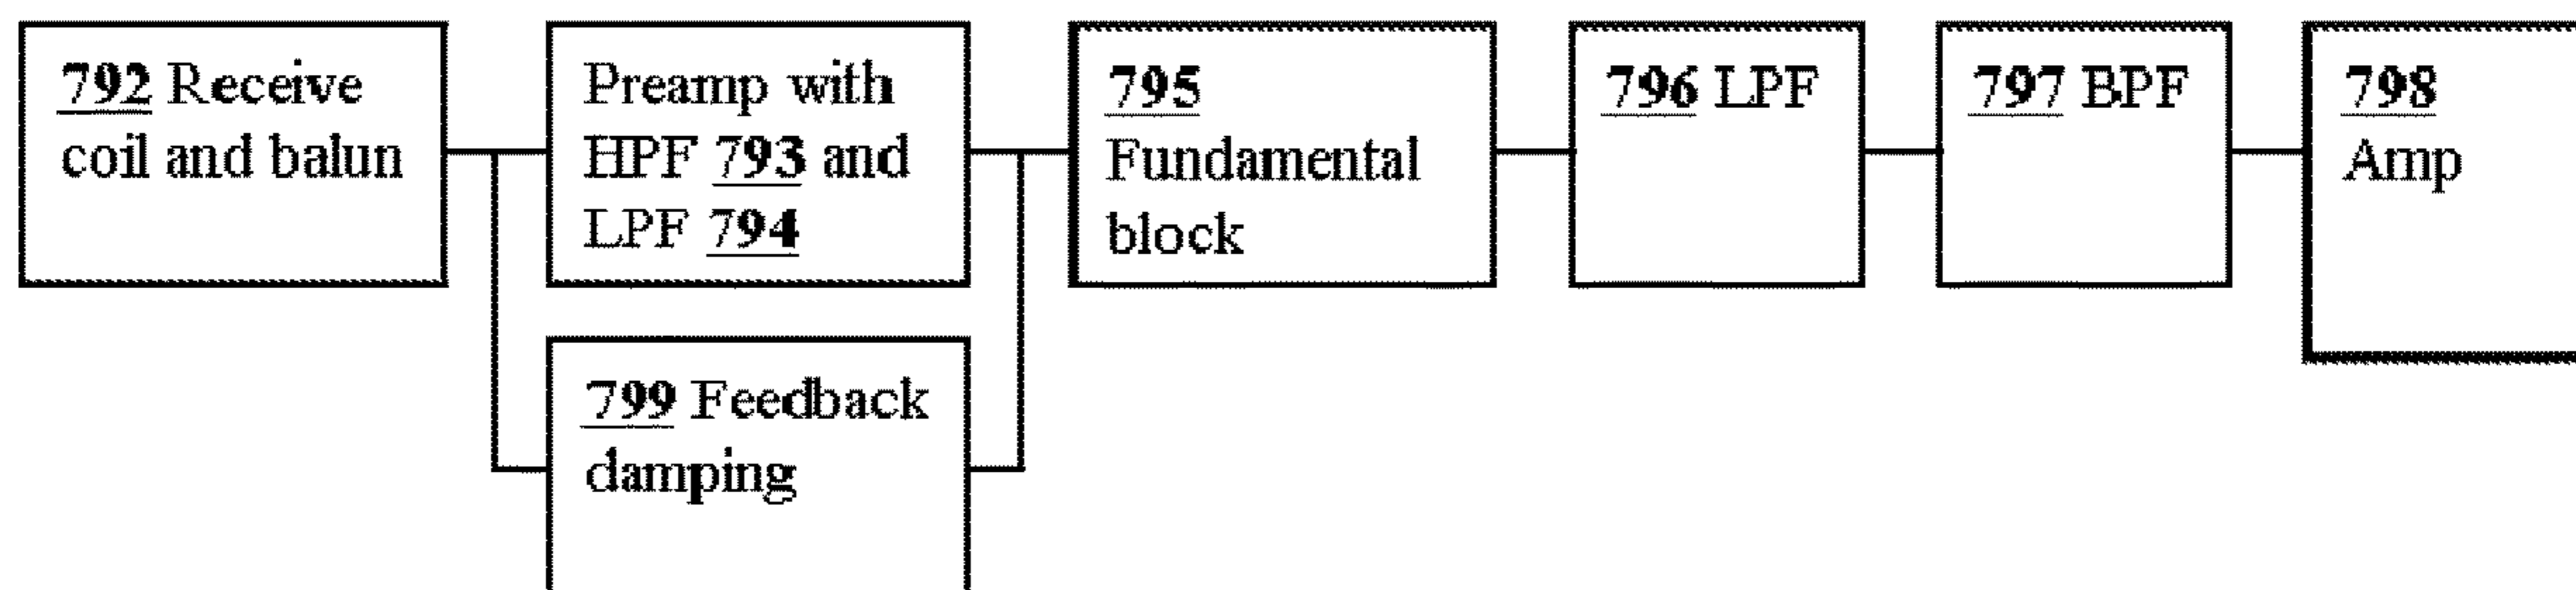 792 Receive
coil and balun
Preamp with
HPF 793 and
LPF 794
795
Fundamental
block
796 LPF
797 BPF
798
Amp
799 Feedback
damping